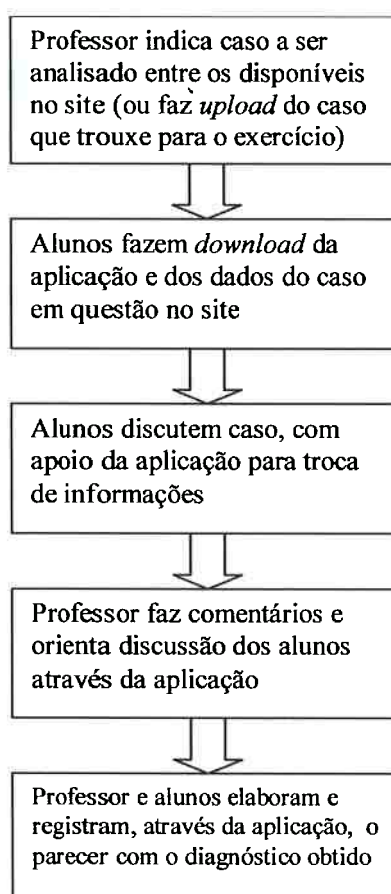 Professor indica caso a ser
analisado entre os disponíveis
no site (ou faz upload do caso
que trouxe para o exercício)
Alunos fazem download da
aplicação e dos dados do caso
em questão no site
Alunos discutem caso, com
apoio da aplicação para troca
de informações
Professor faz comentários e
orienta discussão dos alunos
através da aplicação
Professor e alunos elaboram e
registram, através da aplicação, o
parecer com o diagnóstico obtido